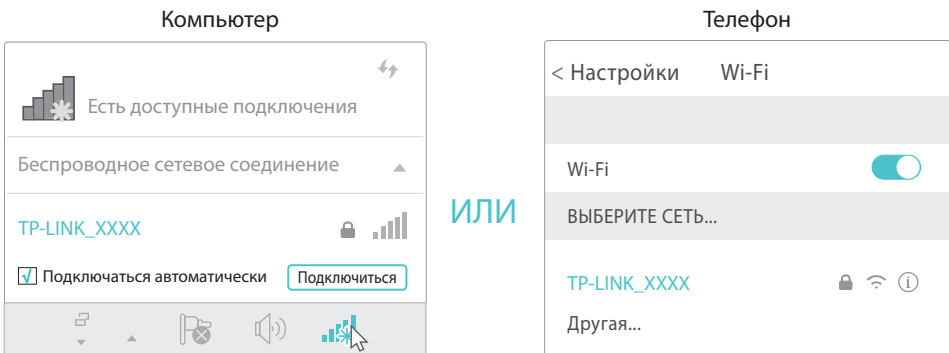 Компьютер
Есть доступные подключения
Беспроводное сетевое соединение
TP-LINK_XXXX
Подключаться автоматически
Подключиться
ИЛИ
Телефон
< Настройки Wi-Fi
Wi-Fi
ВЫБЕРИТЕ СЕТЬ...
TP-LINK_XXXX
Другая...